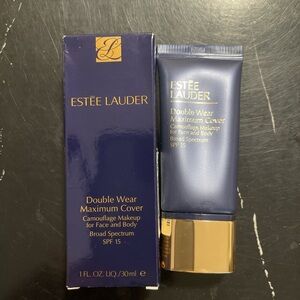 ESTĒE LAUDER
Double Wear
Maximum Cover
Camouflage Makeup
for Face and Body
Broad Spectrum
SPF 15
1 FL.OZ.LIQ./30ml e
ESTĒE
LAUDER
Double Wear
Maximum Cover
Camouflage Makeup
for Face and Body
Broad Spectrum
SPF 15